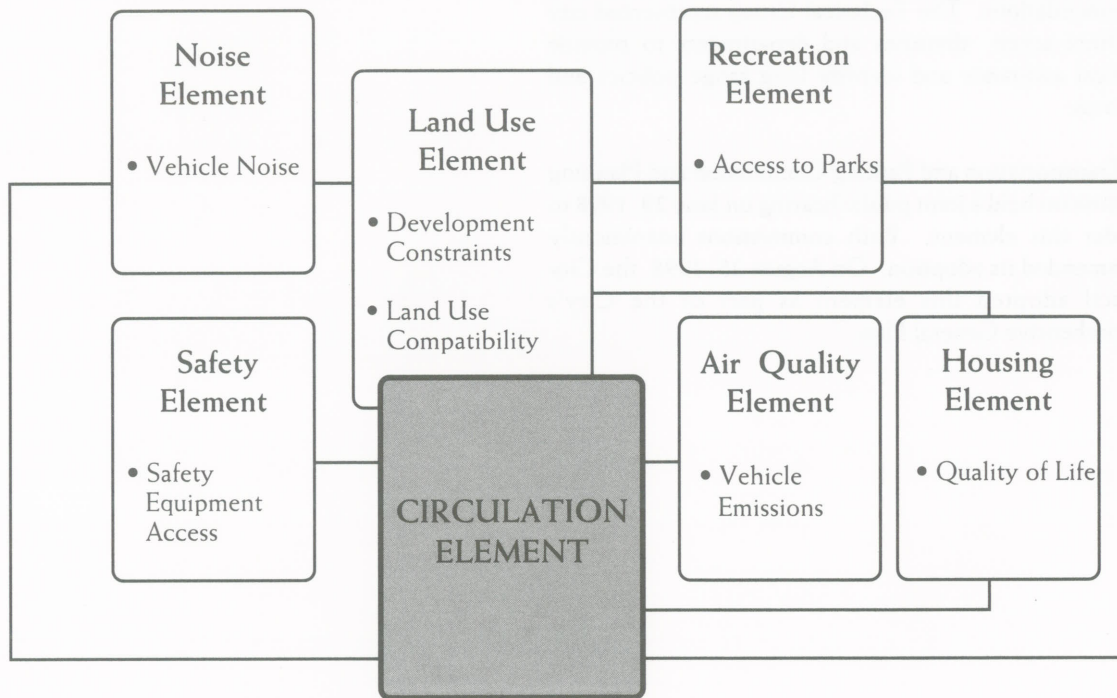 Noise
Element
• Vehicle Noise
Land Use
Element
• Development
Constraints
• Land Use
Compatibility
Recreation
Element
• Access to Parks
Safety
Element
• Safety
Equipment
Access
CIRCULATION
ELEMENT
Air Quality
Element
• Vehicle
Emissions
Housing
Element
• Quality of Life